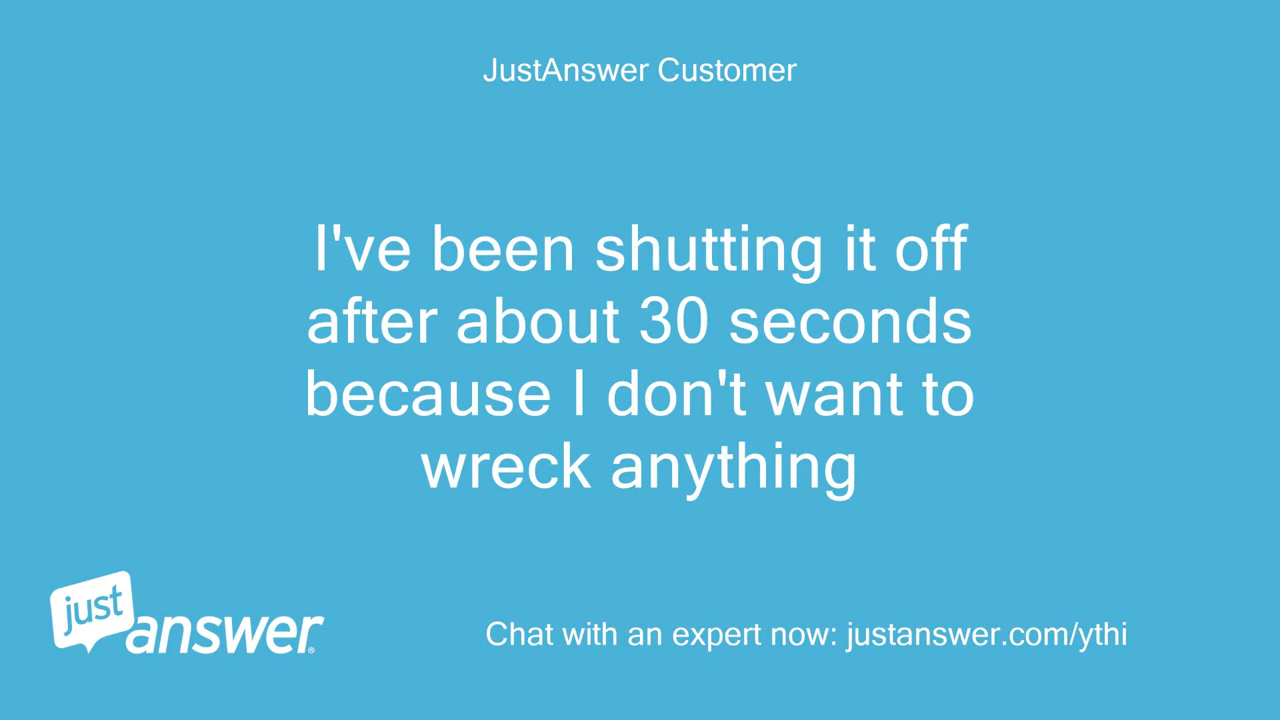 JustAnswer Customer
I've been shutting it off
after about 30 seconds
because I don't want to
wreck anything
just
answer®
Chat with an expert now: justanswer.com/ythi